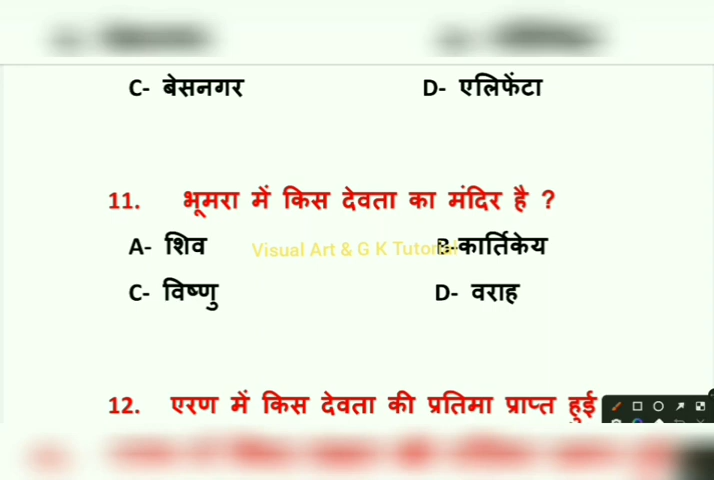 C- बेसनगर D- एलिफेंटा
11. भूमरा में किस देवता का मंदिर है ?
A- शिव Visual Art & G K Tutorial B-कार्तिकेय
C- विष्णु D- वराह
12. एरण में किस देवता की प्रतिमा प्राप्त हुई